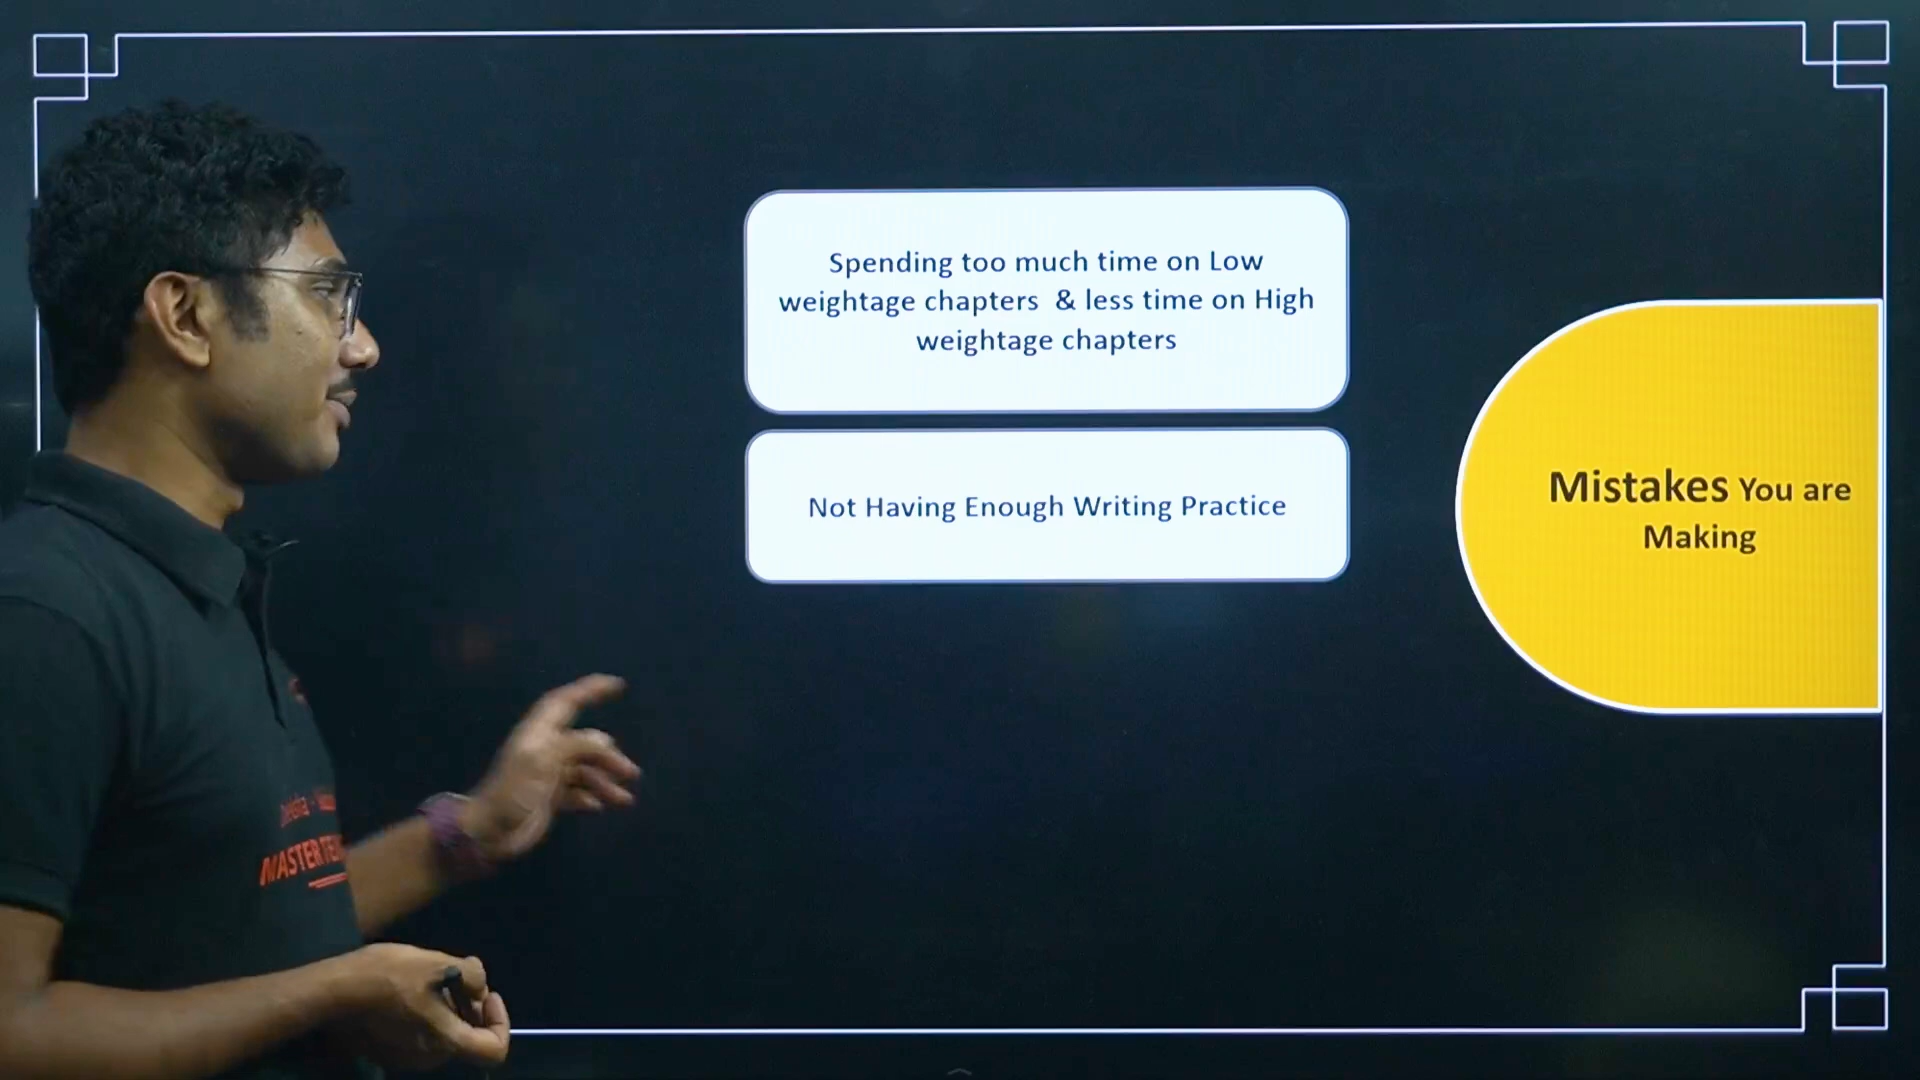 Spending too much time on Low
weightage chapters & less time on High
weightage chapters
Not Having Enough Writing Practice
Mistakes You are
Making
MASTER